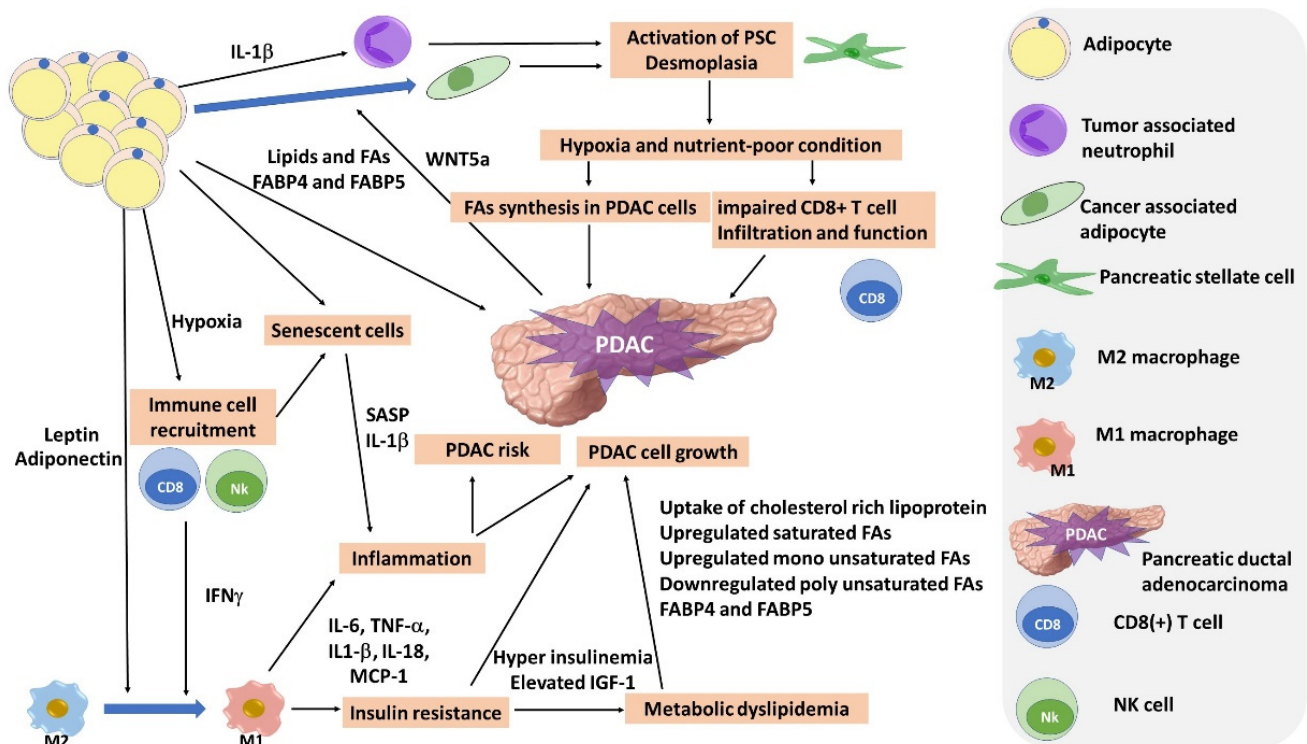 IL-1β
Activation of PSC
Desmoplasia
Lipids and FAs
FABP4 and FABP5
WNT5a
Hypoxia and nutrient-poor condition
FAs synthesis in PDAC cells
impaired CD8+ T cell
Infiltration and function
CD8
PDAC
Hypoxia
Senescent cells
Immune cell
recruitment
CD8
Nk
Leptin
Adiponectin
SASP
IL-1β
PDAC risk
PDAC cell growth
Inflammation
IFNγ
Uptake of cholesterol rich lipoprotein
Upregulated saturated FAs
Upregulated mono unsaturated FAs
Downregulated poly unsaturated FAs
FABP4 and FABP5
IL-6, TNF-α,
IL1-β, IL-18,
MCP-1
Hyper insulinemia
Elevated IGF-1
Insulin resistance
Metabolic dyslipidemia
M2
M1
Adipocyte
Tumor associated
neutrophil
Cancer associated
adipocyte
Pancreatic stellate cell
M2 macrophage
M2
M1 macrophage
M1
PDAC
Pancreatic ductal
adenocarcinoma
CD8
CD8(+) T cell
Nk
NK cell